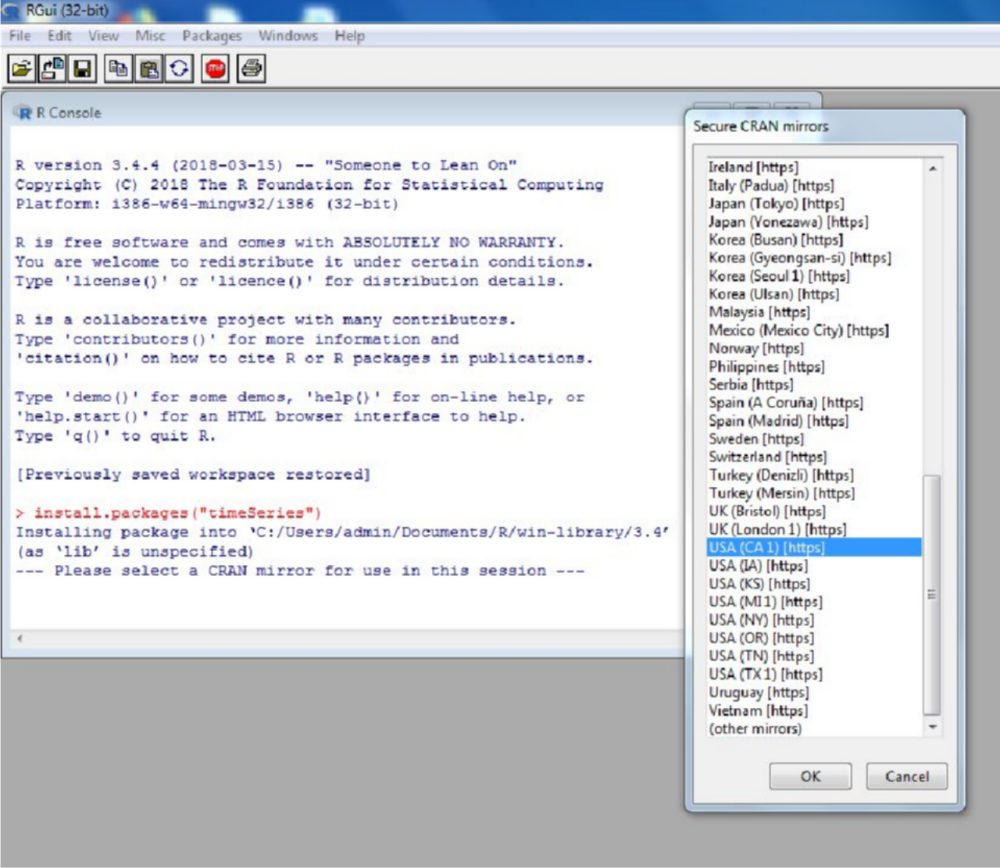 RGui (32-bit)
File Edit View Misc Packages Windows Help
STOP
R Console
R version 3.4.4 (2018-03-15) -- "Someone to Lean On"
Copyright (C) 2018 The R Foundation for Statistical Computing
Platform: i386-w64-mingw32/i386 (32-bit)
R is free software and comes with ABSOLUTELY NO WARRANTY.
You are welcome to redistribute it under certain conditions.
Type 'license()' or 'licence()' for distribution details.
R is a collaborative project with many contributors.
Type 'contributors()' for more information and
'citation()' on how to cite R or R packages in publications.
Type 'demo()' for some demos, 'help()' for on-line help, or
'help.start()' for an HTML browser interface to help.
Type 'q()' to quit R.
[Previously saved workspace restored]
> install.packages("timeSeries")
Installing package into ‘C:/Users/admin/Documents/R/win-library/3.4’
(as ‘lib’ is unspecified)
--- Please select a CRAN mirror for use in this session ---
Secure CRAN mirrors
Ireland [https]
Italy (Padua) [https]
Japan (Tokyo) [https]
Japan (Yonezawa) [https]
Korea (Busan) [https]
Korea (Gyeongsan-si) [https]
Korea (Seoul 1) [https]
Korea (Ulsan) [https]
Malaysia [https]
Mexico (Mexico City) [https]
Norway [https]
Philippines [https]
Serbia [https]
Spain (A Coruña) [https]
Spain (Madrid) [https]
Sweden [https]
Switzerland [https]
Turkey (Denizli) [https]
Turkey (Mersin) [https]
UK (Bristol) [https]
UK (London 1) [https]
USA (CA 1) [https]
USA (IA) [https]
USA (KS) [https]
USA (MI 1) [https]
USA (NY) [https]
USA (OR) [https]
USA (TN) [https]
USA (TX 1) [https]
Uruguay [https]
Vietnam [https]
(other mirrors)
OK Cancel